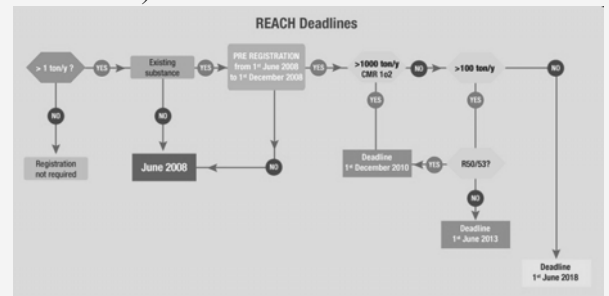 REACH Deadlines
> 1 ton/y ?
YES
Existing
substance
YES
PRE REGISTRATION
from 1st June 2008
to 1st December 2008
YES
>1000 ton/y
CMR 1o2
NO
>100 ton/y
NO
NO
NO
YES
YES
Registration
not required
June 2008
NO
Deadline
1st December 2010
YES
R50/53?
NO
Deadline
1st June 2013
Deadline
1st June 2018